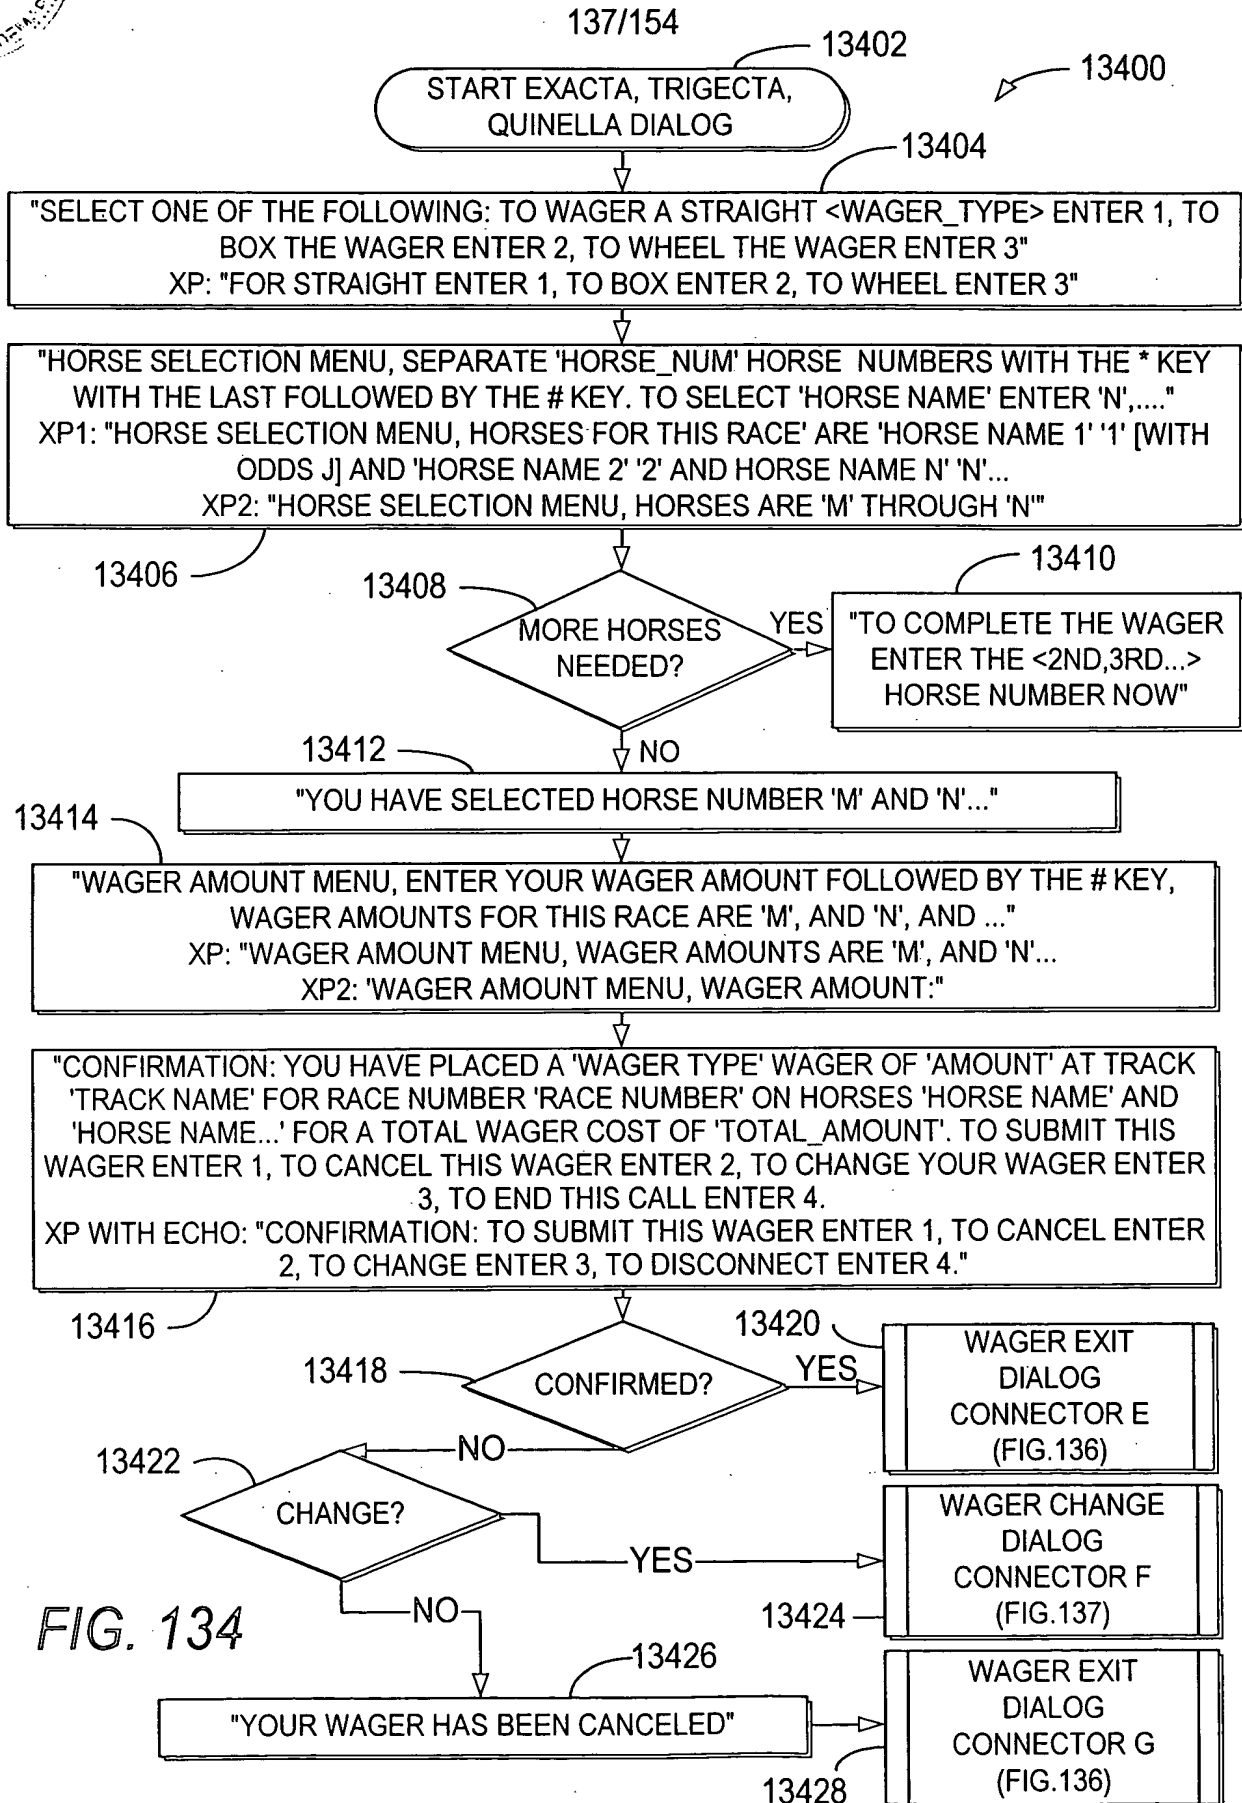 137/154
13402
13400
START EXACTA, TRIGECTA,
QUINELLA DIALOG
13404
"SELECT ONE OF THE FOLLOWING: TO WAGER A STRAIGHT <WAGER_TYPE> ENTER 1, TO
BOX THE WAGER ENTER 2, TO WHEEL THE WAGER ENTER 3"
XP: "FOR STRAIGHT ENTER 1, TO BOX ENTER 2, TO WHEEL ENTER 3"
"HORSE SELECTION MENU, SEPARATE 'HORSE_NUM' HORSE NUMBERS WITH THE * KEY
WITH THE LAST FOLLOWED BY THE # KEY. TO SELECT 'HORSE NAME' ENTER 'N',...."
XP1: "HORSE SELECTION MENU, HORSES FOR THIS RACE' ARE 'HORSE NAME 1' '1' [WITH
ODDS J] AND 'HORSE NAME 2' '2' AND HORSE NAME N' 'N'...
XP2: "HORSE SELECTION MENU, HORSES ARE 'M' THROUGH 'N'"
13406
13408
13410
MORE HORSES
NEEDED?
YES
"TO COMPLETE THE WAGER
ENTER THE <2ND,3RD...>
HORSE NUMBER NOW"
13412
NO
"YOU HAVE SELECTED HORSE NUMBER 'M' AND 'N'..."
13414
"WAGER AMOUNT MENU, ENTER YOUR WAGER AMOUNT FOLLOWED BY THE # KEY,
WAGER AMOUNTS FOR THIS RACE ARE 'M', AND 'N', AND ..."
XP: "WAGER AMOUNT MENU, WAGER AMOUNTS ARE 'M', AND 'N'...
XP2: 'WAGER AMOUNT MENU, WAGER AMOUNT:"
"CONFIRMATION: YOU HAVE PLACED A 'WAGER TYPE' WAGER OF 'AMOUNT' AT TRACK
'TRACK NAME' FOR RACE NUMBER 'RACE NUMBER' ON HORSES 'HORSE NAME' AND
'HORSE NAME...' FOR A TOTAL WAGER COST OF 'TOTAL_AMOUNT'. TO SUBMIT THIS
WAGER ENTER 1, TO CANCEL THIS WAGER ENTER 2, TO CHANGE YOUR WAGER ENTER
3, TO END THIS CALL ENTER 4.
XP WITH ECHO: "CONFIRMATION: TO SUBMIT THIS WAGER ENTER 1, TO CANCEL ENTER
2, TO CHANGE ENTER 3, TO DISCONNECT ENTER 4."
13416
13418
CONFIRMED?
YES
13420
WAGER EXIT
DIALOG
CONNECTOR E
(FIG.136)
NO
13422
CHANGE?
YES
WAGER CHANGE
DIALOG
CONNECTOR F
(FIG.137)
13424
NO
FIG. 134
13426
"YOUR WAGER HAS BEEN CANCELED"
WAGER EXIT
DIALOG
CONNECTOR G
(FIG.136)
13428